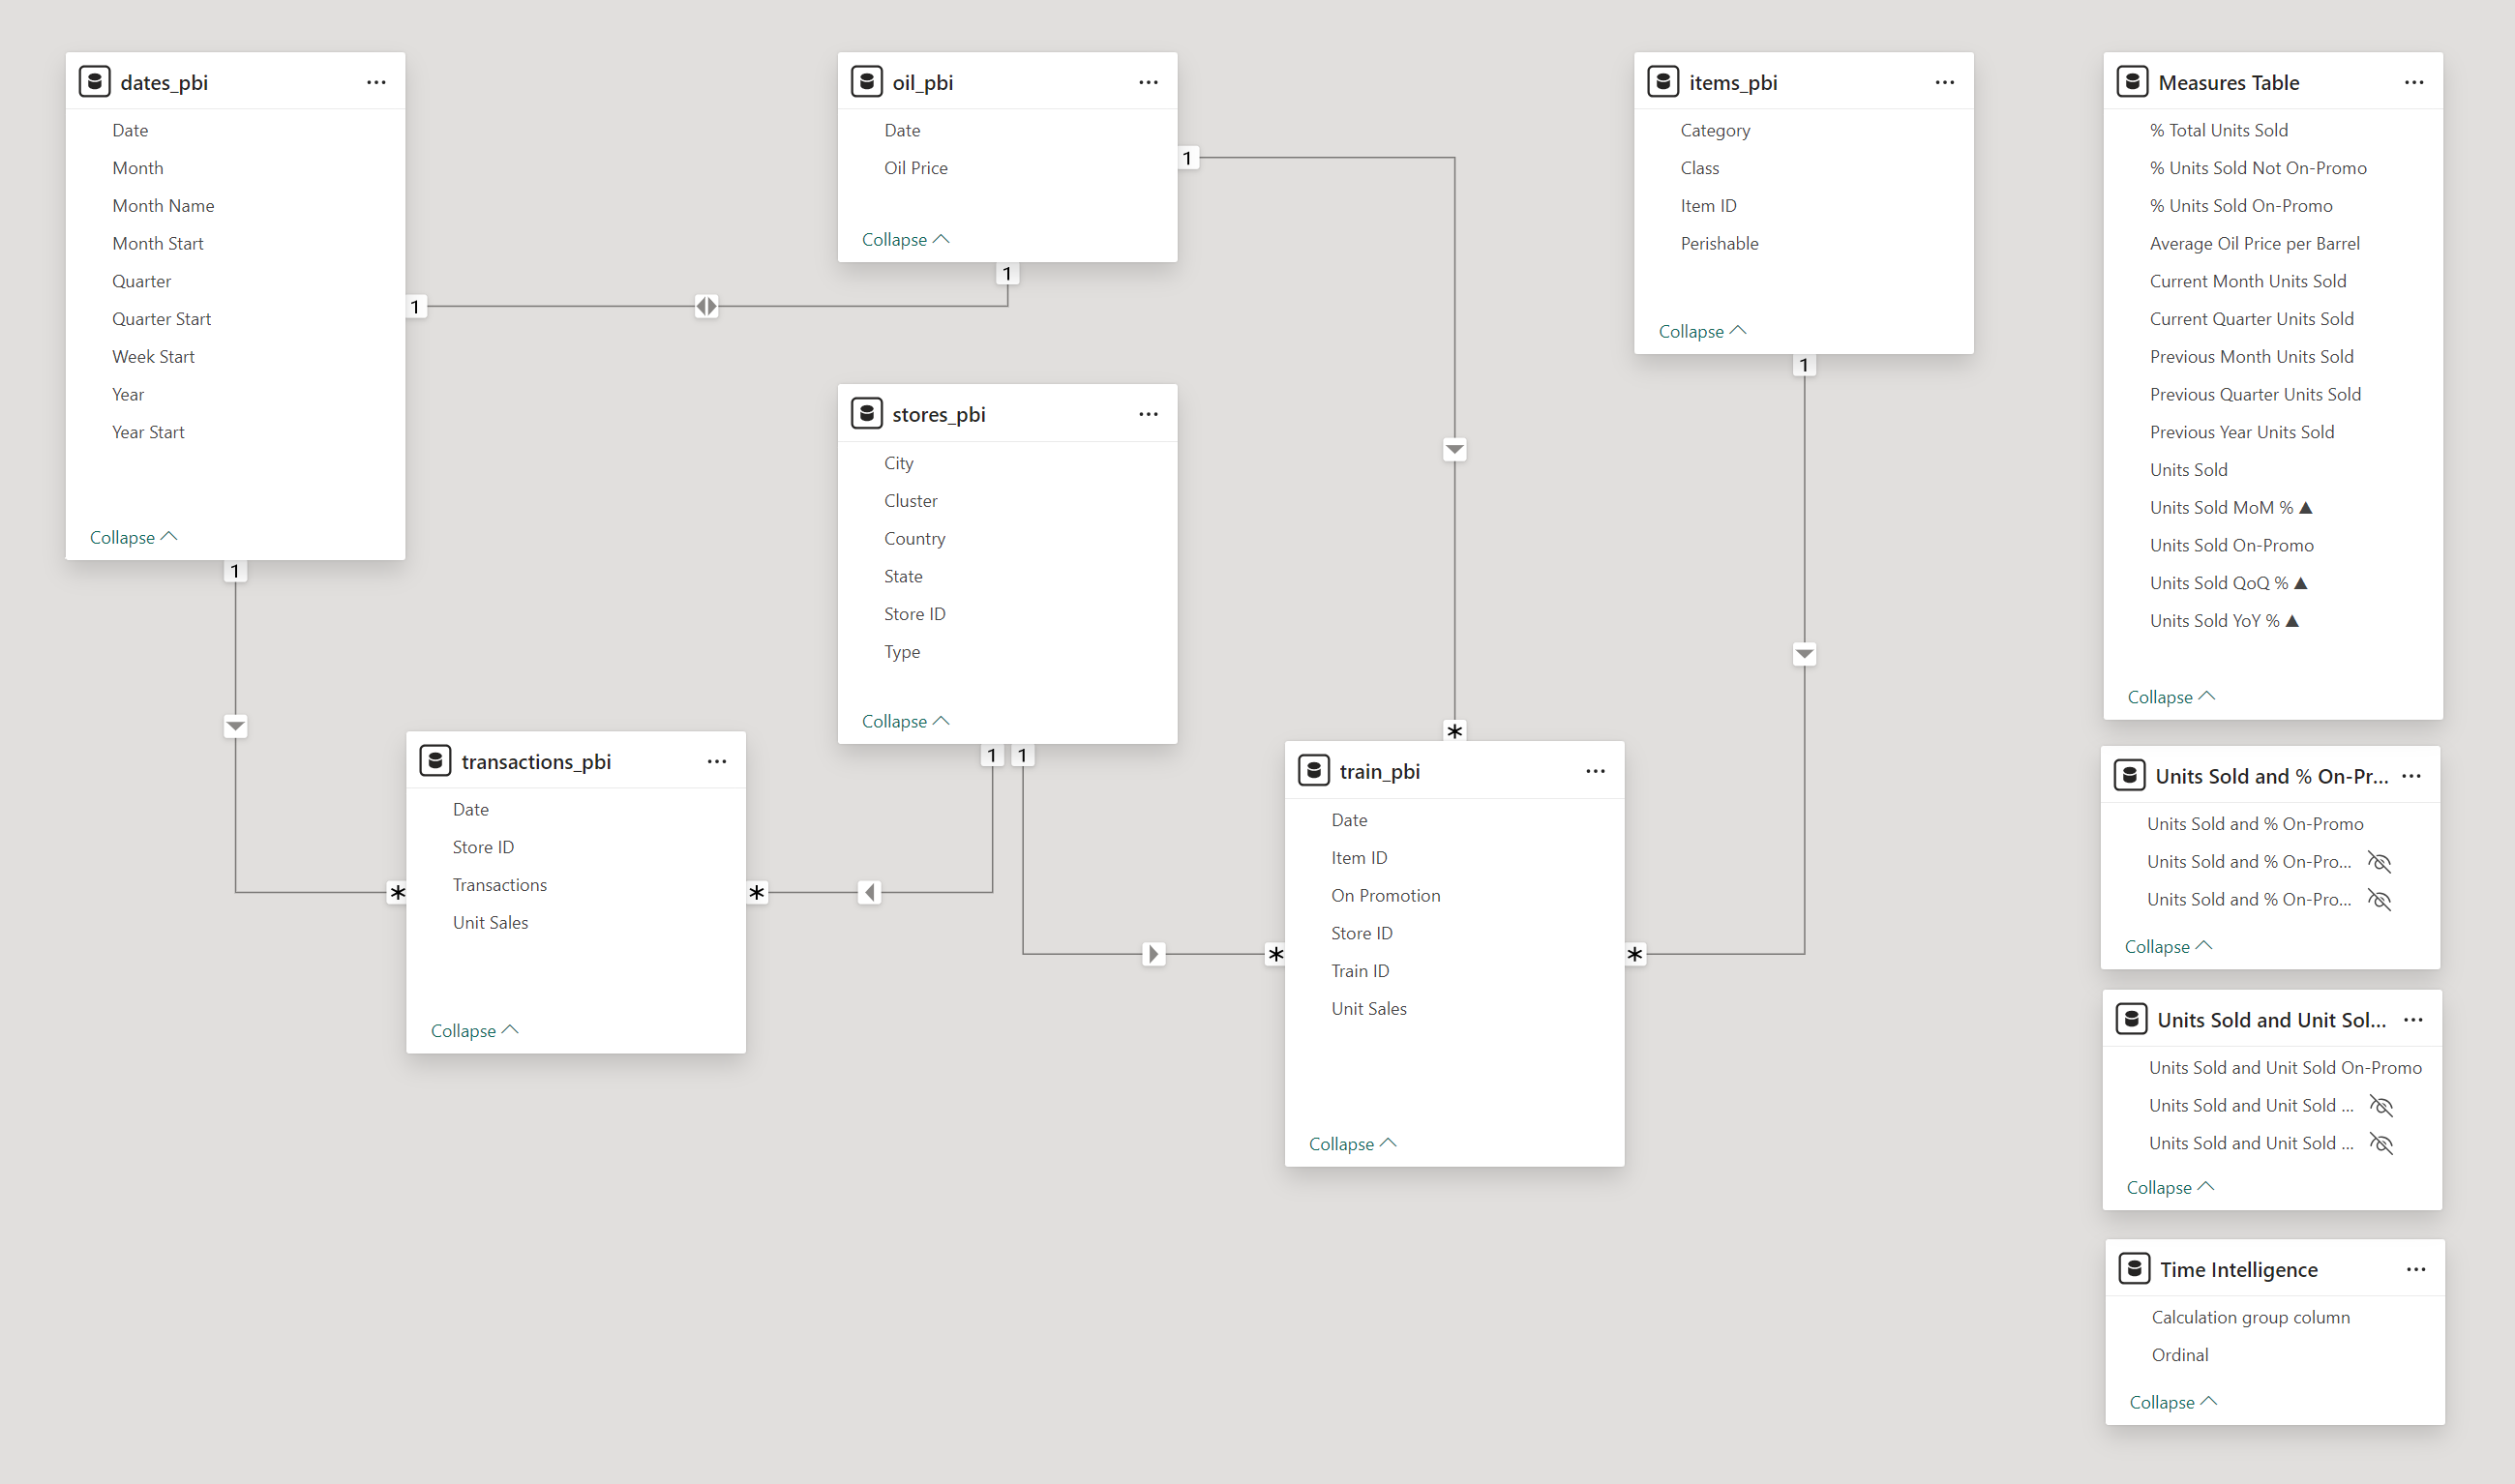 dates_pbi
Date
Month
Month Name
Month Start
Quarter
Quarter Start
Week Start
Year
Year Start
Collapse
1
1
oil_pbi
Date
Oil Price
Collapse
1
1
stores_pbi
City
Cluster
Country
State
Store ID
Type
Collapse
1
1
transactions_pbi
Date
Store ID
Transactions
Unit Sales
Collapse
*
*
train_pbi
Date
Item ID
On Promotion
Store ID
Train ID
Unit Sales
Collapse
*
*
*
items_pbi
Category
Class
Item ID
Perishable
Collapse
1
Measures Table
% Total Units Sold
% Units Sold Not On-Promo
% Units Sold On-Promo
Average Oil Price per Barrel
Current Month Units Sold
Current Quarter Units Sold
Previous Month Units Sold
Previous Quarter Units Sold
Previous Year Units Sold
Units Sold
Units Sold MoM % ▲
Units Sold On-Promo
Units Sold QoQ % ▲
Units Sold YoY % ▲
Collapse
Units Sold and % On-Pr...
Units Sold and % On-Promo
Units Sold and % On-Pro...
Units Sold and % On-Pro...
Collapse
Units Sold and Unit Sol...
Units Sold and Unit Sold On-Promo
Units Sold and Unit Sold ...
Units Sold and Unit Sold ...
Collapse
Time Intelligence
Calculation group column
Ordinal
Collapse